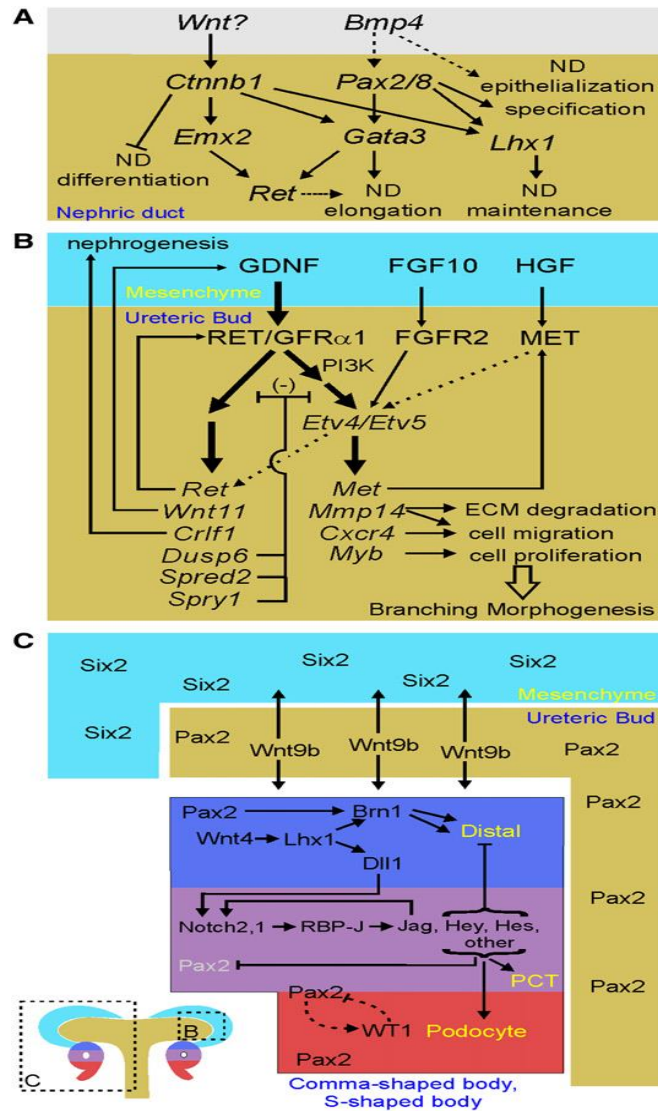 A
Wnt? Bmp4
Ctnnb1 Pax2/8 ND
epithelialization
specification
Emx2 Gata3 Lhx1
ND
differentiation
Ret ND ND
Nephric duct elongation maintenance
B
nephrogenesis
GDNF FGF10 HGF
Mesenchyme
Ureteric Bud
RET/GFRα1 FGFR2 MET
PI3K
(-)
Etv4/Etv5
Ret Met
Wnt11 Mmp14 ECM degradation
Crlf1 Cxcr4 cell migration
Dusp6 Myb cell proliferation
Spred2
Spry1 Branching Morphogenesis
C
Six2 Six2 Six2 Six2 Six2
Mesenchyme
Ureteric Bud
Six2 Pax2 Wnt9b Wnt9b Wnt9b Pax2
Pax2 Brn1 Pax2
Wnt4 Lhx1 Distal
Dll1
Pax2
Notch2,1 RBP-J Jag, Hey, Hes,
other
Pax2 PCT
Pax2 Pax2
WT1 Podocyte
Pax2
B
C
Comma-shaped body,
S-shaped body